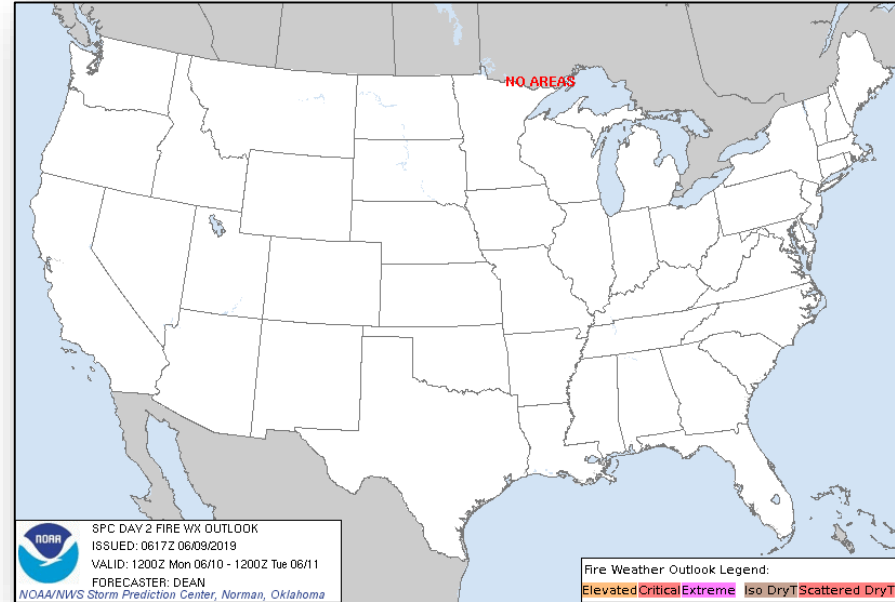 NO AREAS
NOAA
SPC DAY 2 FIRE WX OUTLOOK
ISSUED: 0617Z 06/09/2019
VALID: 1200Z Mon 06/10 - 1200Z Tue 06/11
FORECASTER: DEAN
NOAA/NWS Storm Prediction Center, Norman, Oklahoma
Fire Weather Outlook Legend:
Elevated Critical Extreme Iso DryT Scattered DryT